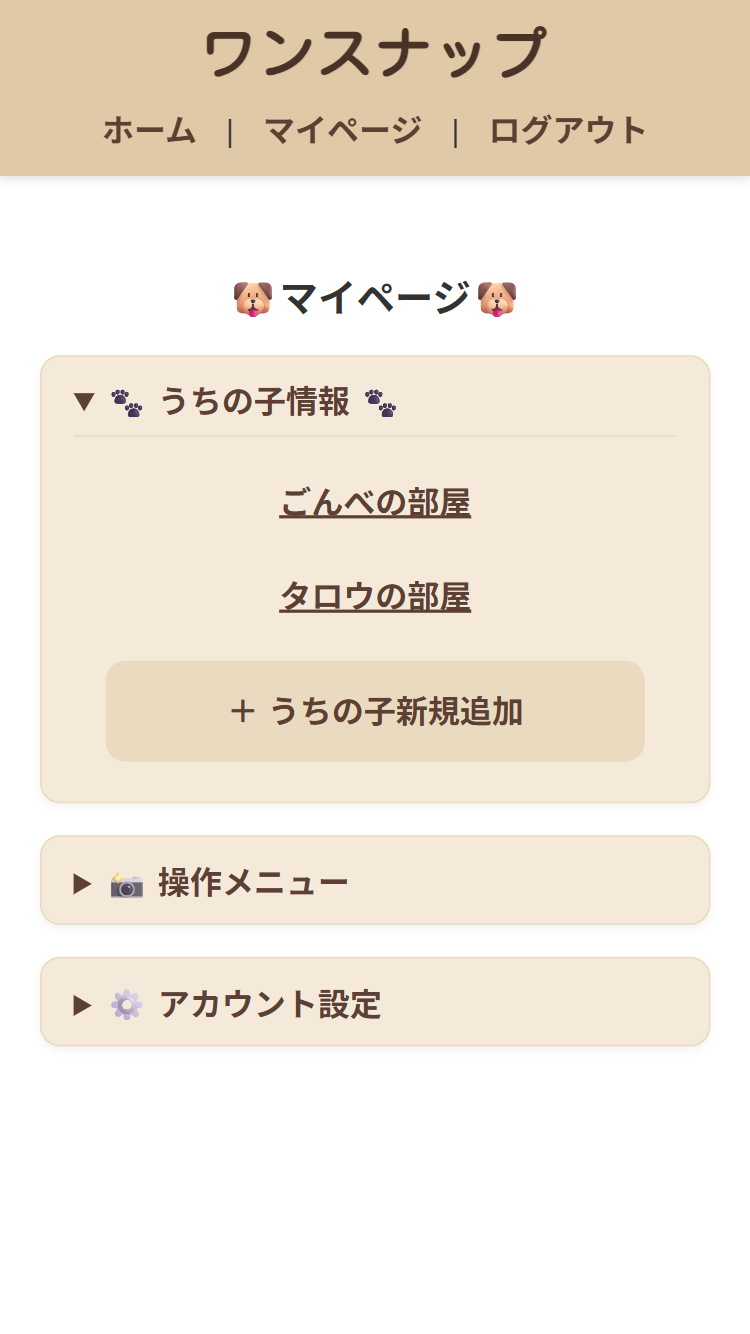 ワンスナップ
ホーム | マイページ | ログアウト
🐶 マイページ 🐶
▼ 🐾 うちの子情報 🐾
ごんべの部屋
タロウの部屋
＋ うちの子新規追加
▶ 📸 操作メニュー
▶ ⚙️ アカウント設定